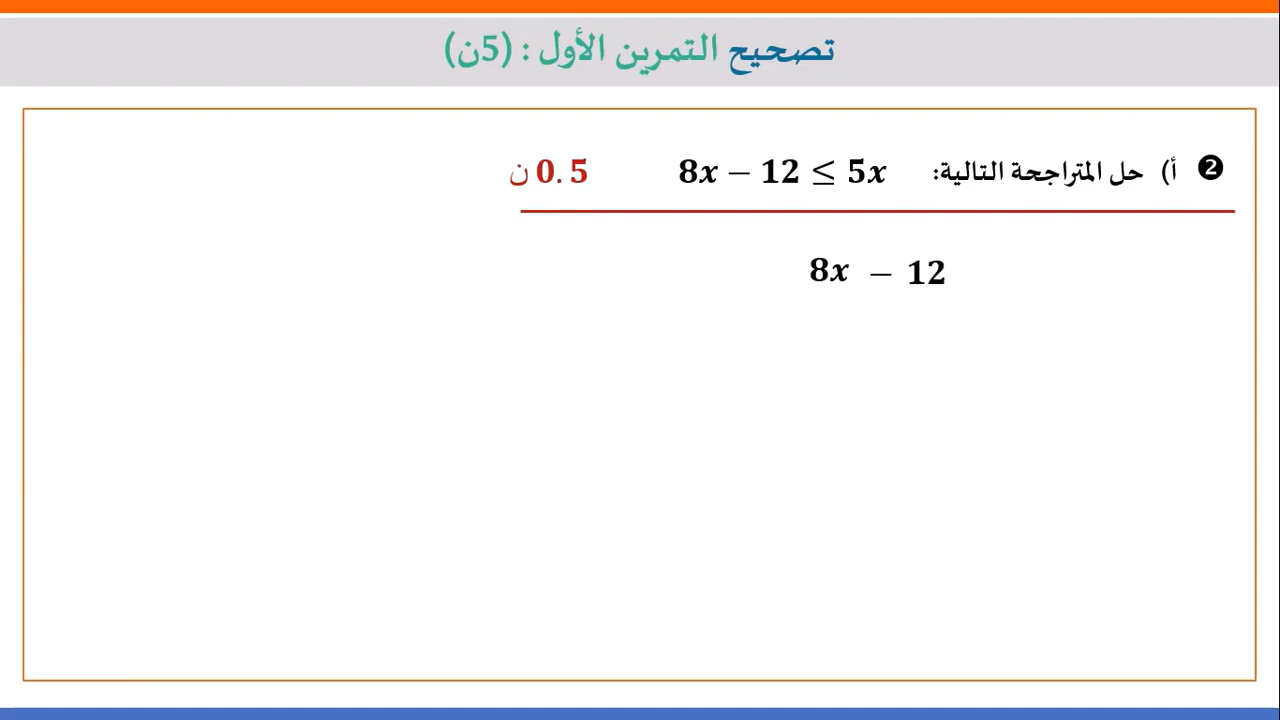 تصحيح التمرين الأول : (5ن)
❷ أ) حل المتراجحة التالية: 8x − 12 ≤ 5x 0.5 ن
8x − 12